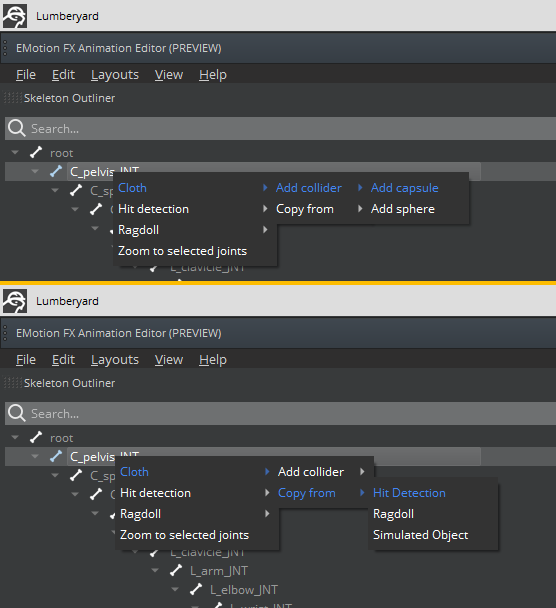 Lumberyard
EMotion FX Animation Editor (PREVIEW)
File Edit Layouts View Help
Skeleton Outliner
Search...
root
C_pelvis_JNT
C_sp
Cloth Add collider Add capsule
Hit detection Copy from Add sphere
Ragdoll
Zoom to selected joints
L_clavicle_JNT
Lumberyard
EMotion FX Animation Editor (PREVIEW)
File Edit Layouts View Help
Skeleton Outliner
Search...
root
C_pelvis_JNT
C_sp
Cloth Add collider
Hit detection Copy from Hit Detection
Ragdoll Ragdoll
Zoom to selected joints Simulated Object
L_clavicle_JNT
L_arm_JNT
L_elbow_JNT
L_wrist_JNT